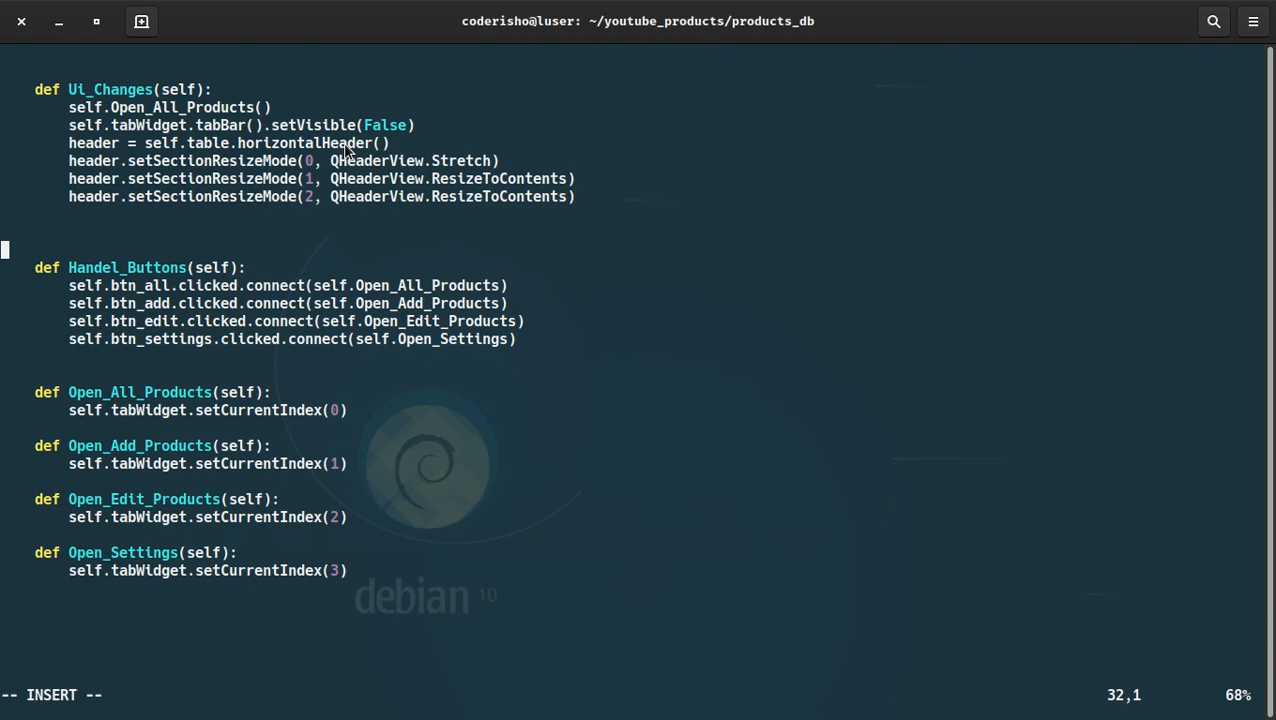 coderisho@luser: ~/youtube_products/products_db
def Ui_Changes(self):
self.Open_All_Products()
self.tabWidget.tabBar().setVisible(False)
header = self.table.horizontalHeader()
header.setSectionResizeMode(0, QHeaderView.Stretch)
header.setSectionResizeMode(1, QHeaderView.ResizeToContents)
header.setSectionResizeMode(2, QHeaderView.ResizeToContents)
def Handel_Buttons(self):
self.btn_all.clicked.connect(self.Open_All_Products)
self.btn_add.clicked.connect(self.Open_Add_Products)
self.btn_edit.clicked.connect(self.Open_Edit_Products)
self.btn_settings.clicked.connect(self.Open_Settings)
def Open_All_Products(self):
self.tabWidget.setCurrentIndex(0)
def Open_Add_Products(self):
self.tabWidget.setCurrentIndex(1)
def Open_Edit_Products(self):
self.tabWidget.setCurrentIndex(2)
def Open_Settings(self):
self.tabWidget.setCurrentIndex(3)
debian 10
-- INSERT -- 32,1 68%